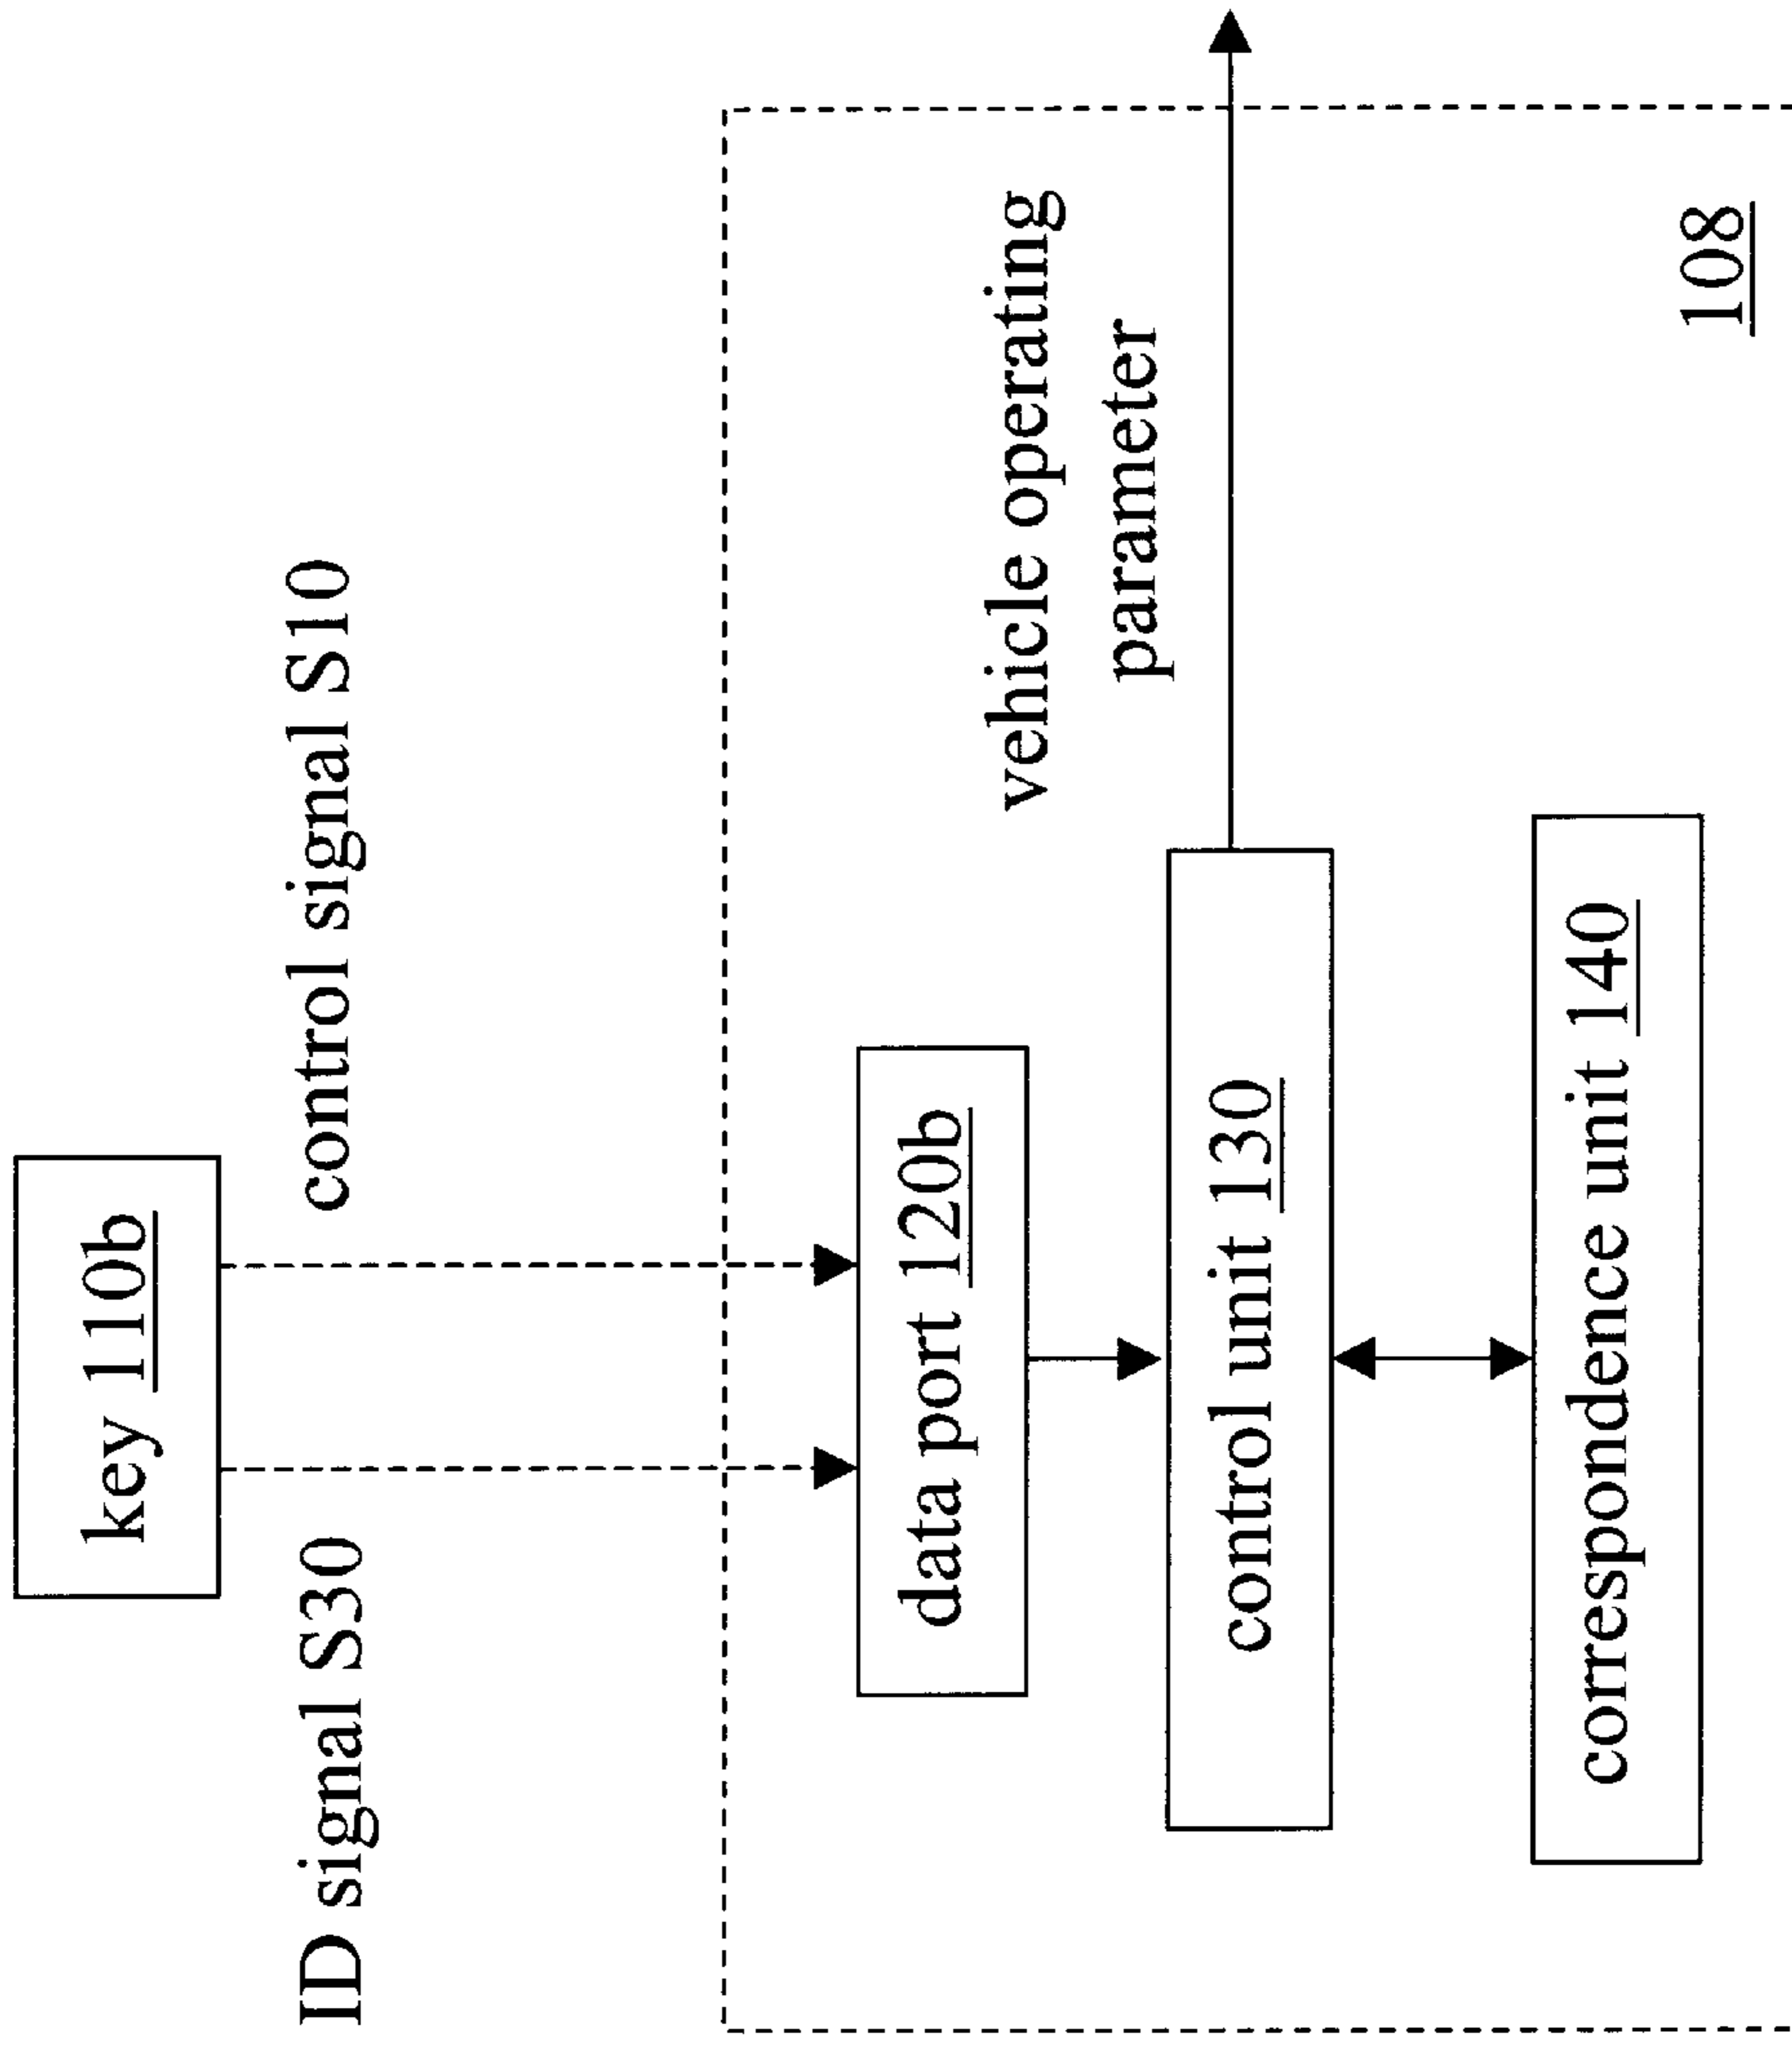 key 110b
ID signal S30
control signal S10
data port 120b
vehicle operating
parameter
control unit 130
correspondence unit 140
108